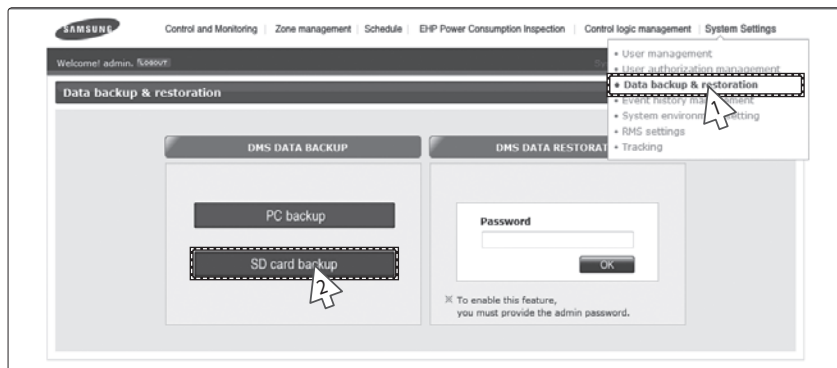 SAMSUNG Control and Monitoring | Zone management | Schedule | EHP Power Consumption Inspection | Control logic management | System Settings
Welcome! admin. LOGOUT
• User management
• User authorization management
• Data backup & restoration
• Event history management
• System environment setting
• RMS settings
• Tracking
Data backup & restoration
1
DMS DATA BACKUP
DMS DATA RESTORAT
PC backup
SD card backup
2
Password
OK
※ To enable this feature,
you must provide the admin password.